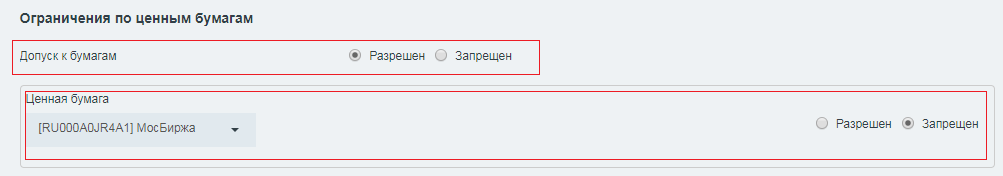 Ограничения по ценным бумагам
Допуск к бумагам Разрешен Запрещен
Ценная бумага
[RU000A0JR4A1] МосБиржа Разрешен Запрещен